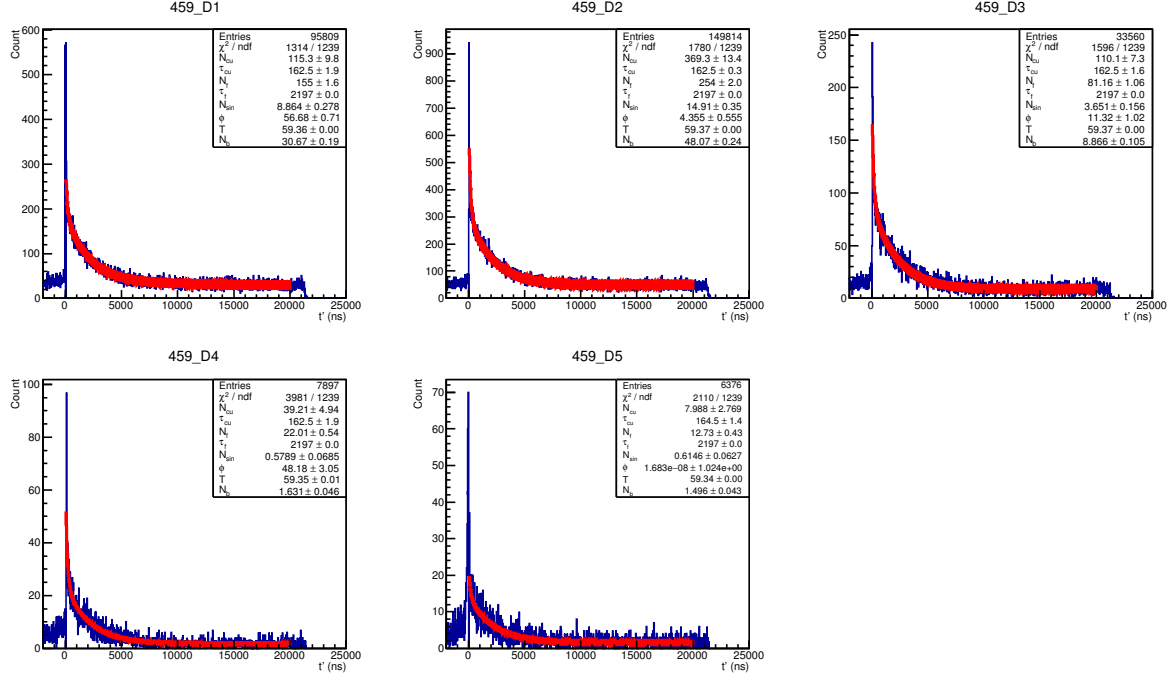 459_D1
Count
Entries 95809
χ² / ndf 1314 / 1239
N_cu 115.3 ± 9.8
τ_cu 162.5 ± 1.9
N_f 155 ± 1.6
τ_f 2197 ± 0.0
N_sin 8.864 ± 0.278
φ 56.68 ± 0.71
T 59.36 ± 0.00
N_b 30.67 ± 0.19
600
500
400
300
200
100
0
0 5000 10000 15000 20000 25000
t' (ns)
459_D2
Count
Entries 149814
χ² / ndf 1780 / 1239
N_cu 369.3 ± 13.4
τ_cu 162.5 ± 0.3
N_f 254 ± 2.0
τ_f 2197 ± 0.0
N_sin 14.91 ± 0.35
φ 4.355 ± 0.555
T 59.37 ± 0.00
N_b 48.07 ± 0.24
900
800
700
600
500
400
300
200
100
0
0 5000 10000 15000 20000 25000
t' (ns)
459_D3
Count
Entries 33560
χ² / ndf 1596 / 1239
N_cu 110.1 ± 7.3
τ_cu 162.5 ± 1.6
N_f 81.16 ± 1.06
τ_f 2197 ± 0.0
N_sin 3.651 ± 0.156
φ 11.32 ± 1.02
T 59.37 ± 0.00
N_b 8.866 ± 0.105
250
200
150
100
50
0
0 5000 10000 15000 20000 25000
t' (ns)
459_D4
Count
Entries 7897
χ² / ndf 3981 / 1239
N_cu 39.21 ± 4.94
τ_cu 162.5 ± 1.9
N_f 22.01 ± 0.54
τ_f 2197 ± 0.0
N_sin 0.5789 ± 0.0685
φ 48.18 ± 3.05
T 59.35 ± 0.01
N_b 1.631 ± 0.046
100
80
60
40
20
0
0 5000 10000 15000 20000 25000
t' (ns)
459_D5
Count
Entries 6376
χ² / ndf 2110 / 1239
N_cu 7.988 ± 2.769
τ_cu 164.5 ± 1.4
N_f 12.73 ± 0.43
τ_f 2197 ± 0.0
N_sin 0.6146 ± 0.0627
φ 1.683e−08 ± 1.024e+00
T 59.34 ± 0.00
N_b 1.496 ± 0.043
70
60
50
40
30
20
10
0
0 5000 10000 15000 20000 25000
t' (ns)